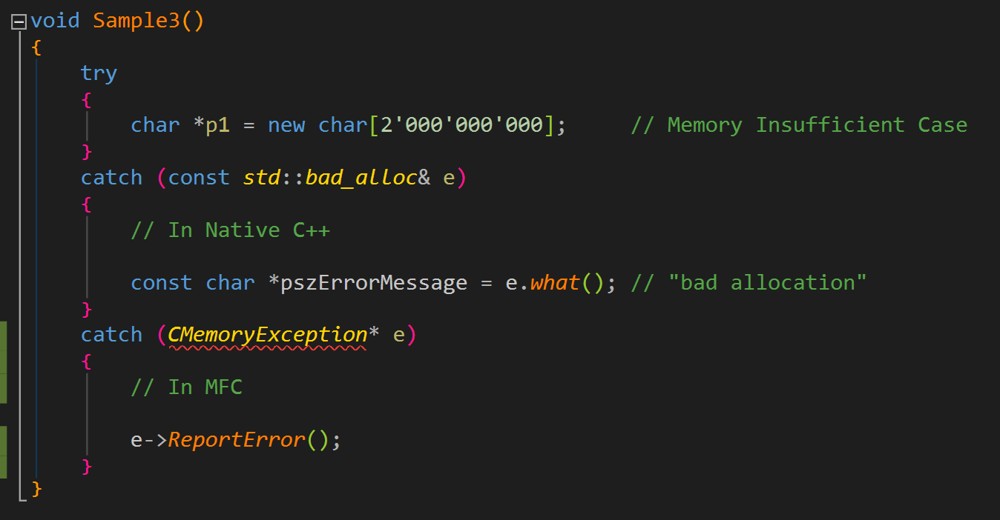 void Sample3()
{
    try
    {
        char *p1 = new char[2'000'000'000];     // Memory Insufficient Case
    }
    catch (const std::bad_alloc& e)
    {
        // In Native C++
        const char *pszErrorMessage = e.what(); // "bad allocation"
    }
    catch (CMemoryException* e)
    {
        // In MFC
        e->ReportError();
    }
}